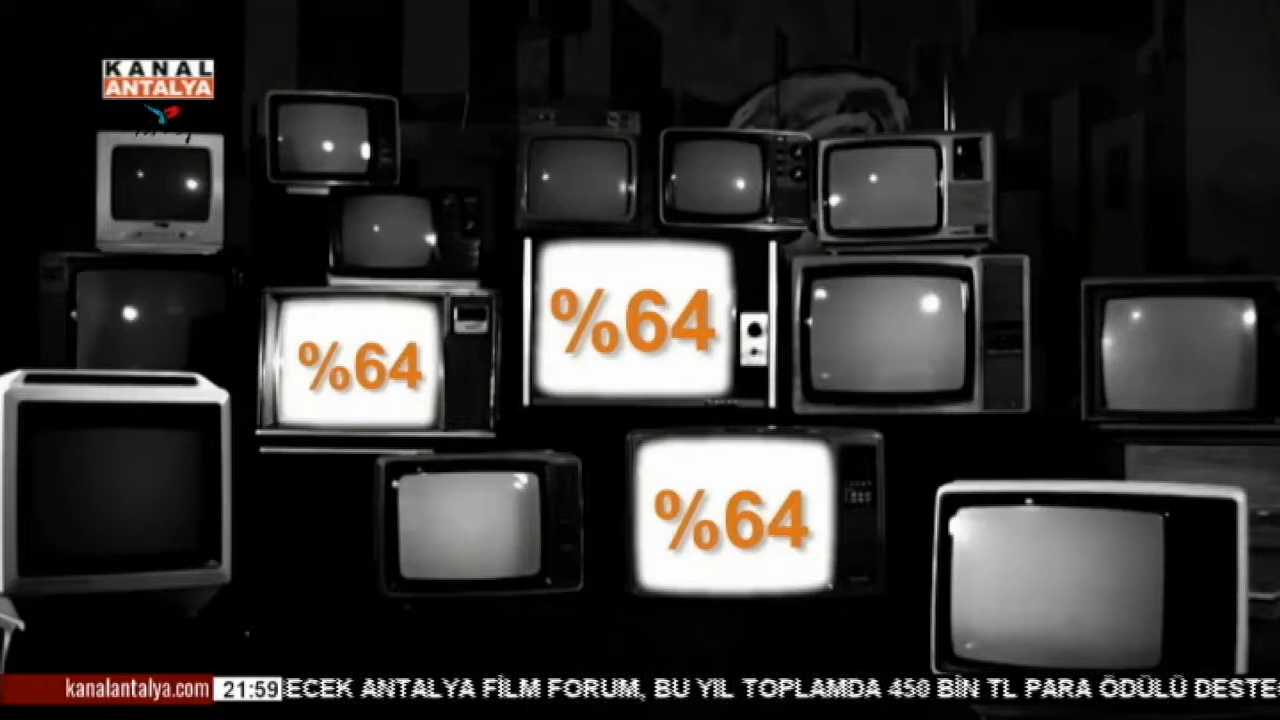 KANAL
ANTALYA
%64
%64
%64
kanalantalya.com
21:59
ECEK ANTALYA FİLM FORUM, BU YIL TOPLAMDA 450 BİN TL PARA ÖDÜLÜ DESTE